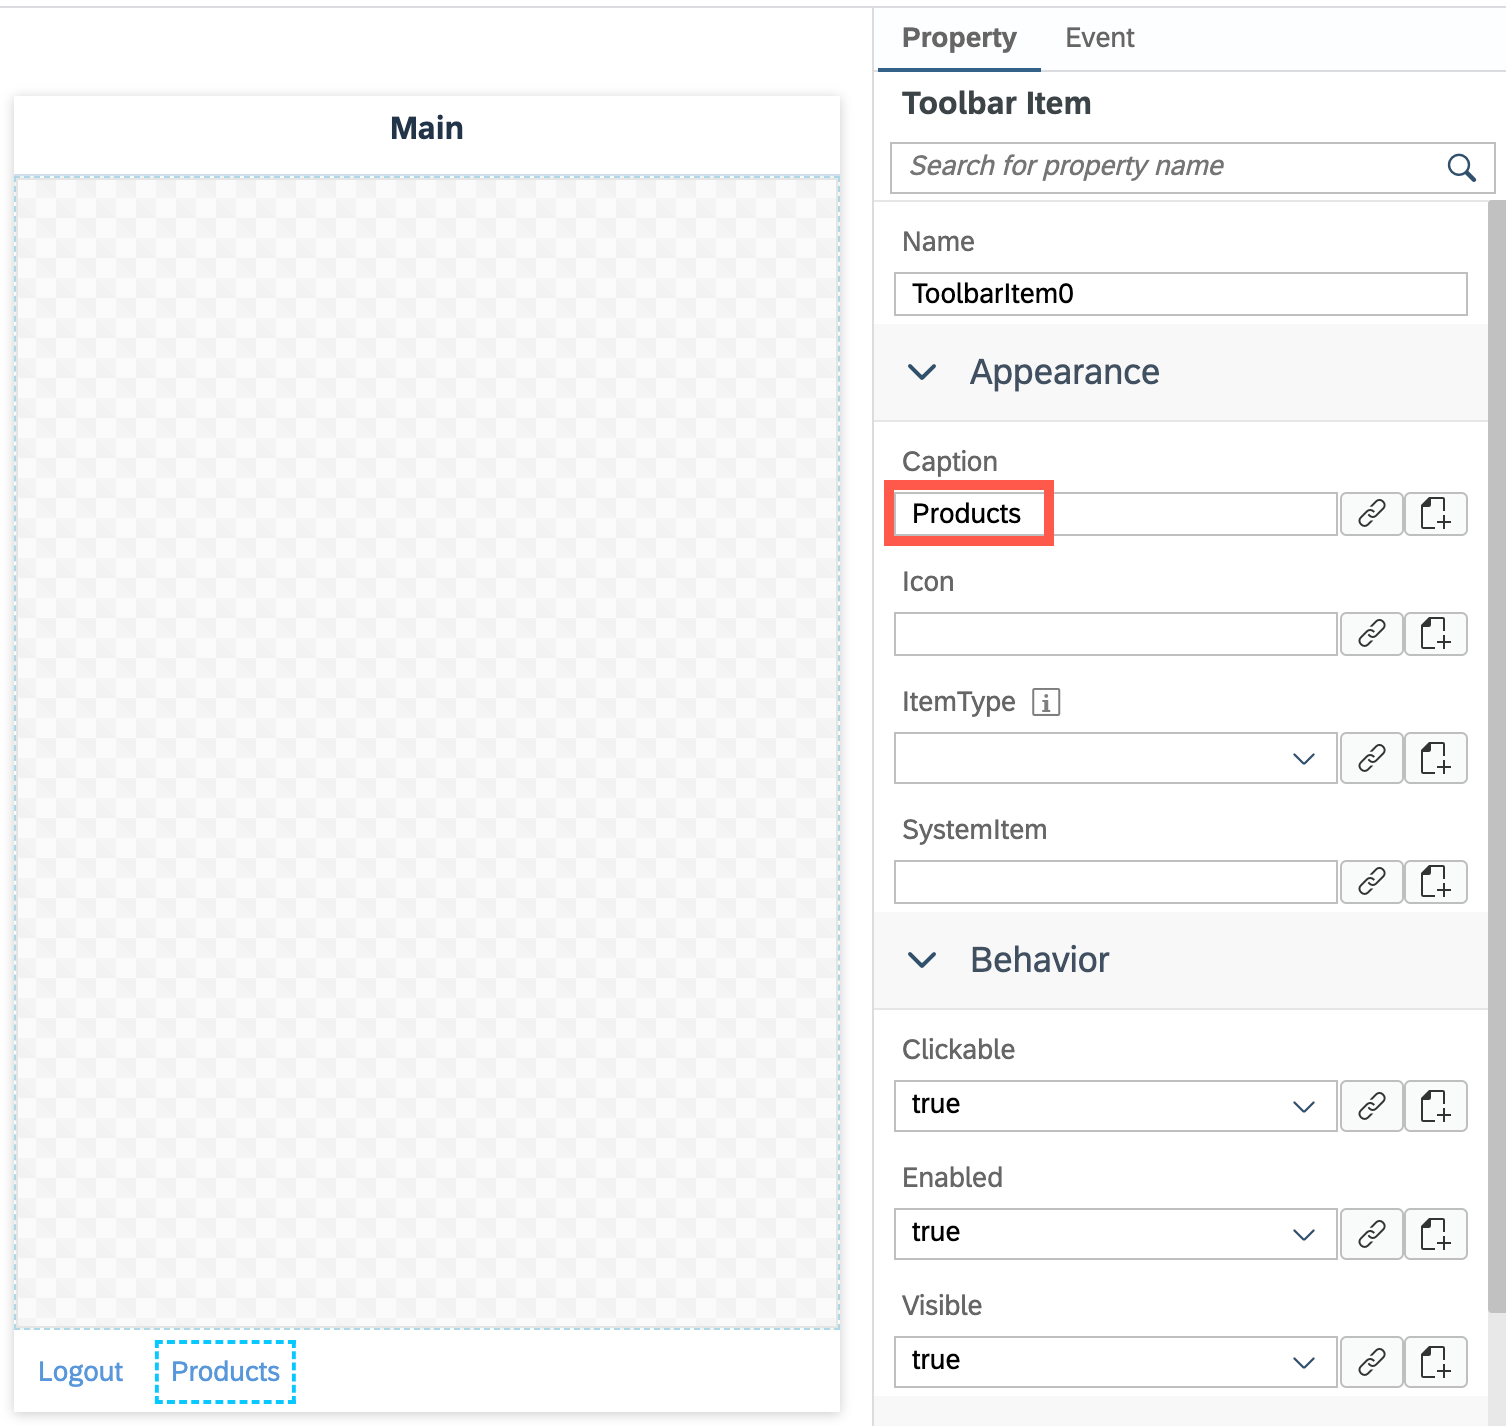 Main
Logout
Products
Property
Event
Toolbar Item
Search for property name
Name
ToolbarItem0
Appearance
Caption
Products
Icon
ItemType
SystemItem
Behavior
Clickable
true
Enabled
true
Visible
true